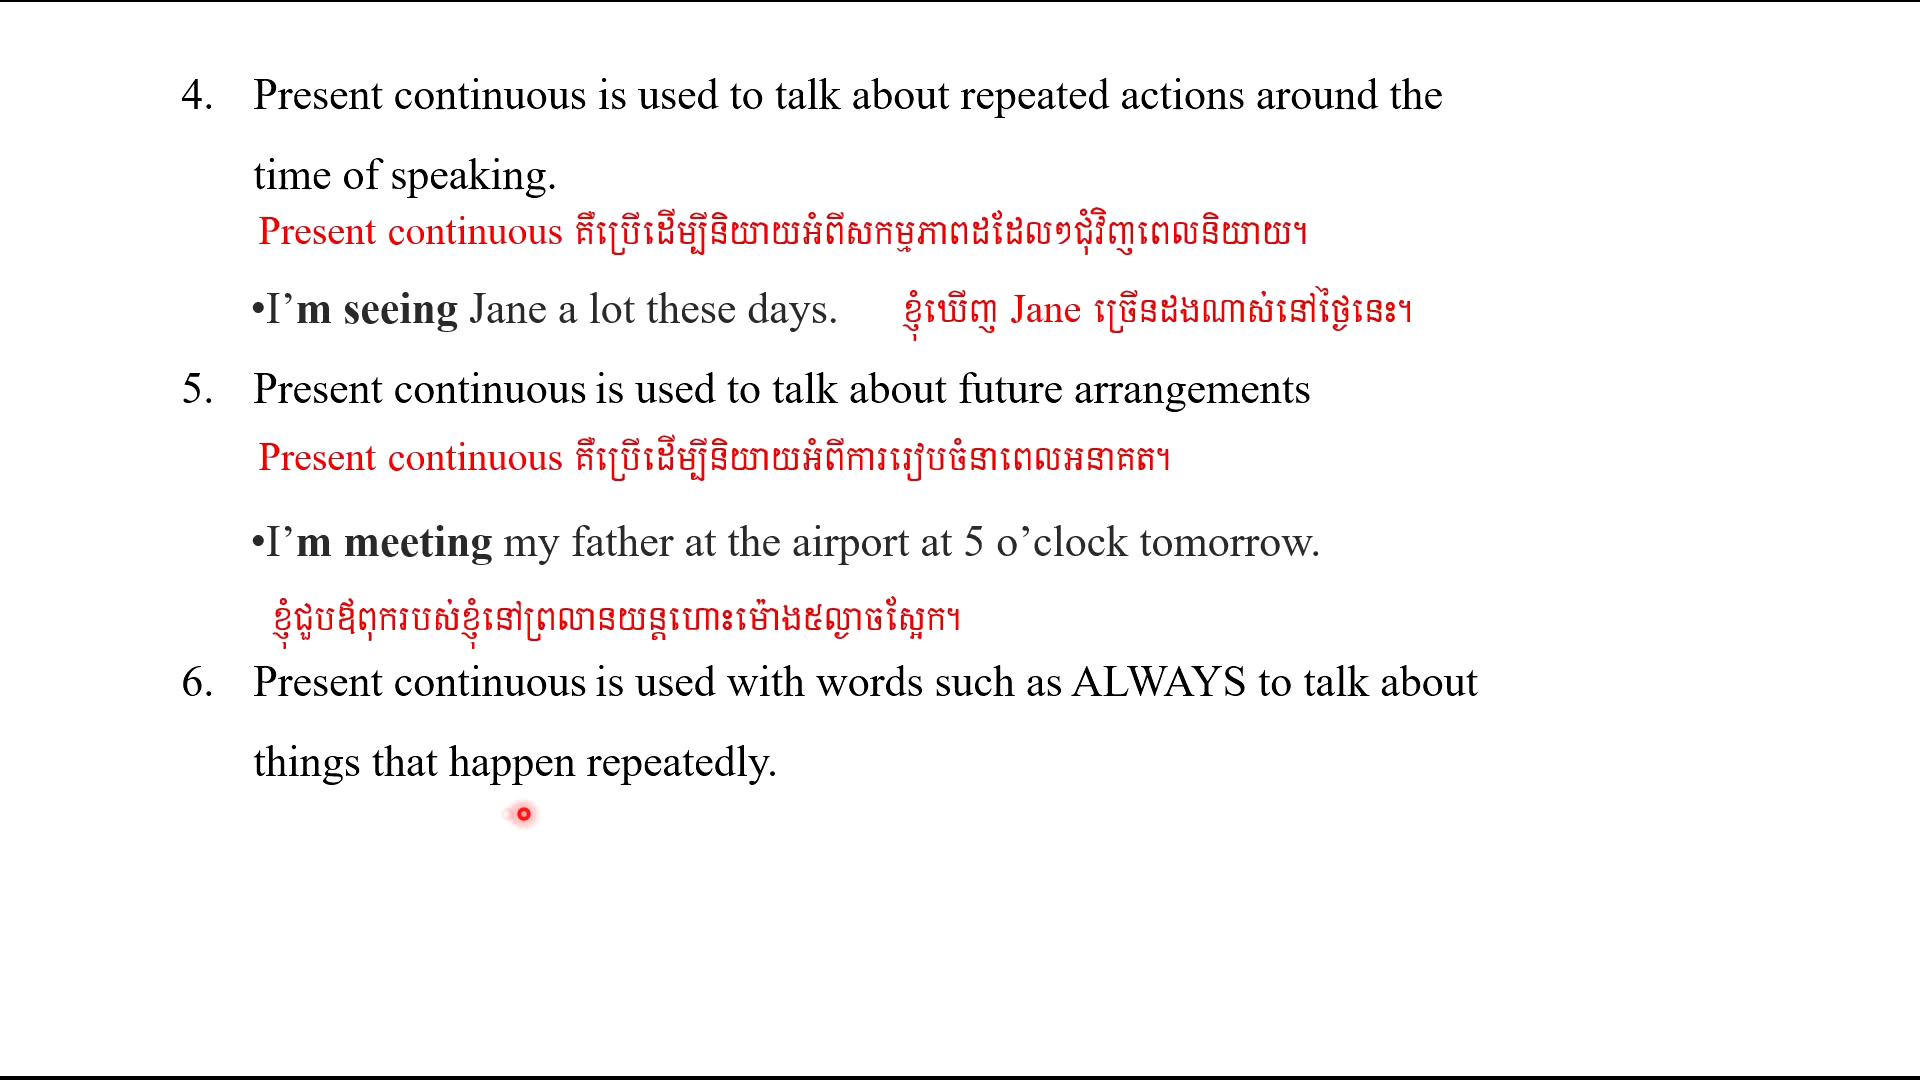 4. Present continuous is used to talk about repeated actions around the
time of speaking.
Present continuous គឺប្រើដើម្បីនិយាយអំពីសកម្មភាពដដែលៗជុំវិញពេលនិយាយ។
•I’m seeing Jane a lot these days. ខ្ញុំឃើញ Jane ច្រើនដងណាស់នៅថ្ងៃនេះ។
5. Present continuous is used to talk about future arrangements
Present continuous គឺប្រើដើម្បីនិយាយអំពីការរៀបចំនាពេលអនាគត។
•I’m meeting my father at the airport at 5 o’clock tomorrow.
ខ្ញុំជួបឪពុករបស់ខ្ញុំនៅព្រលានយន្តហោះម៉ោង៥ល្ងាចស្អែក។
6. Present continuous is used with words such as ALWAYS to talk about
things that happen repeatedly.